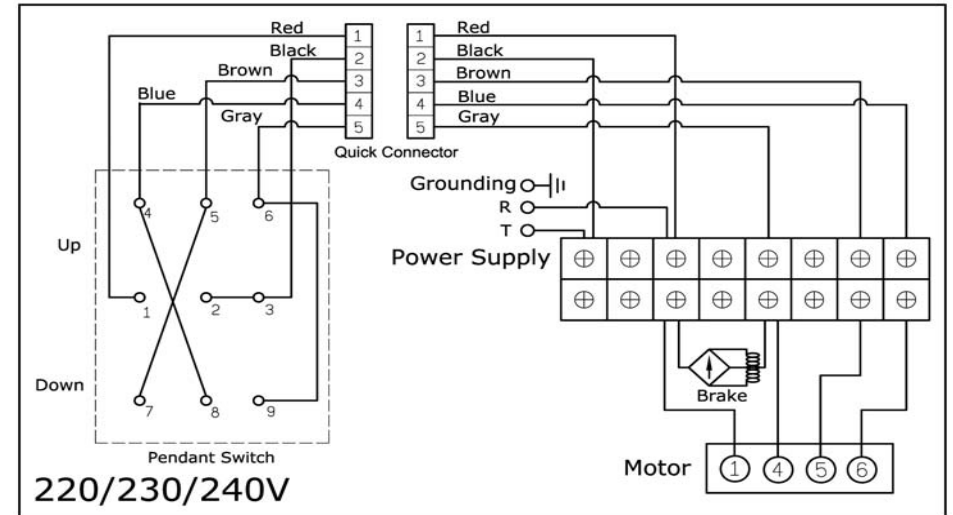 Red
Black
Brown
Blue
Gray
1
2
3
4
5
1
2
3
4
5
Red
Black
Brown
Blue
Gray
Quick Connector
Grounding
R
T
Power Supply
Up
Down
4
5
6
1
2
3
7
8
9
Pendant Switch
Brake
Motor
1
4
5
6
220/230/240V